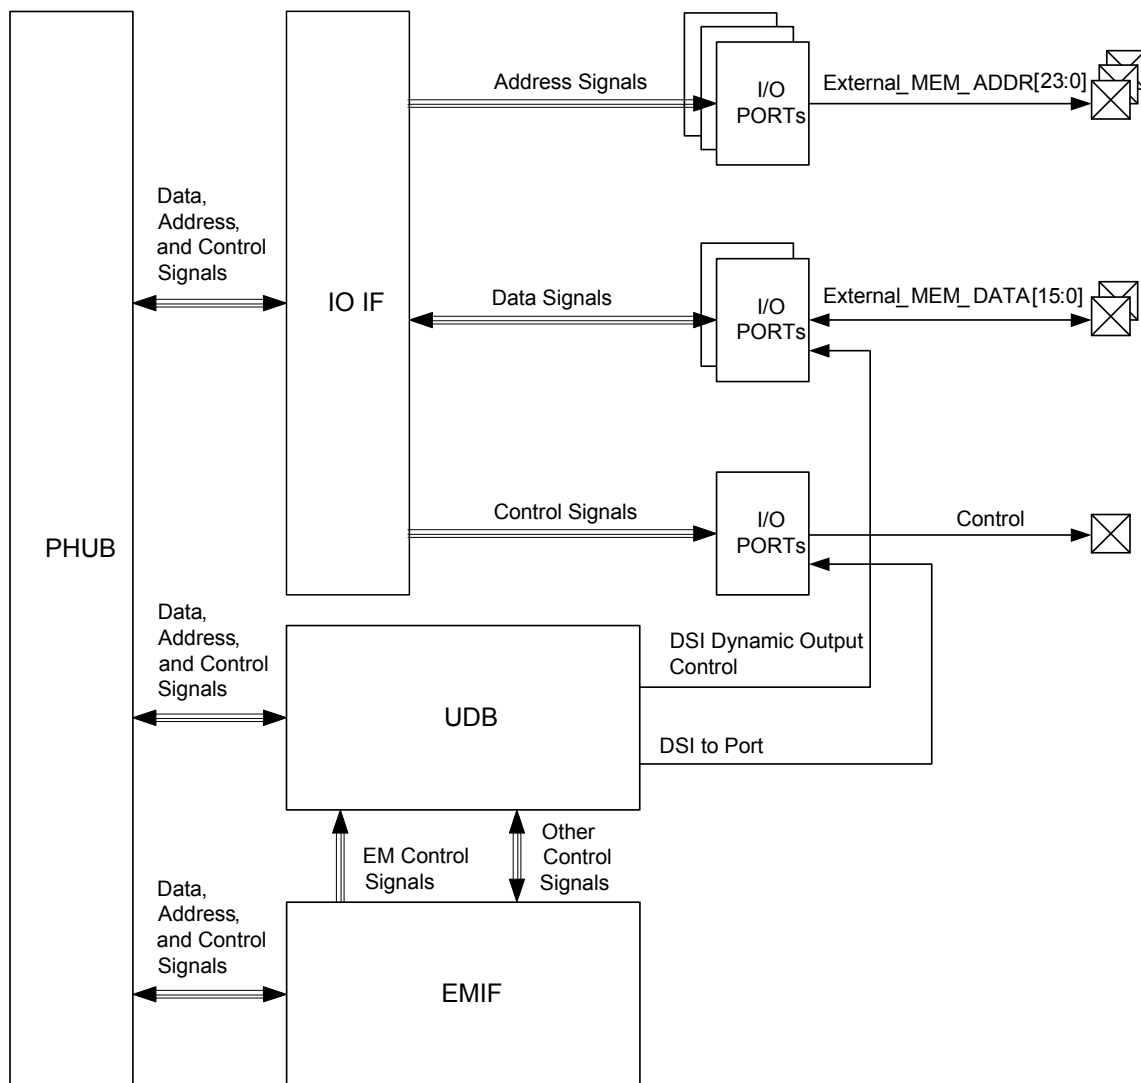 Address Signals
I/O
PORTs
External_MEM_ADDR[23:0]
Data,
Address,
and Control
Signals
IO IF
Data Signals
I/O
PORTs
External_MEM_DATA[15:0]
Control Signals
I/O
PORTs
Control
PHUB
Data,
Address,
and Control
Signals
UDB
DSI Dynamic Output
Control
DSI to Port
EM Control
Signals
Other
Control
Signals
Data,
Address,
and Control
Signals
EMIF